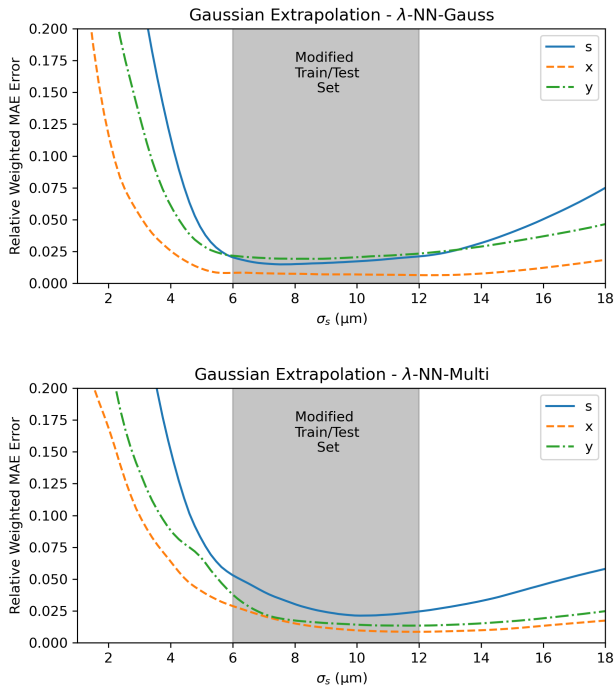 Gaussian Extrapolation - λ-NN-Gauss
Relative Weighted MAE Error
0.200
0.175
0.150
0.125
0.100
0.075
0.050
0.025
0.000
Modified
Train/Test
Set
s
x
y
2 4 6 8 10 12 14 16 18
σs (μm)
Gaussian Extrapolation - λ-NN-Multi
Relative Weighted MAE Error
0.200
0.175
0.150
0.125
0.100
0.075
0.050
0.025
0.000
Modified
Train/Test
Set
s
x
y
2 4 6 8 10 12 14 16 18
σs (μm)